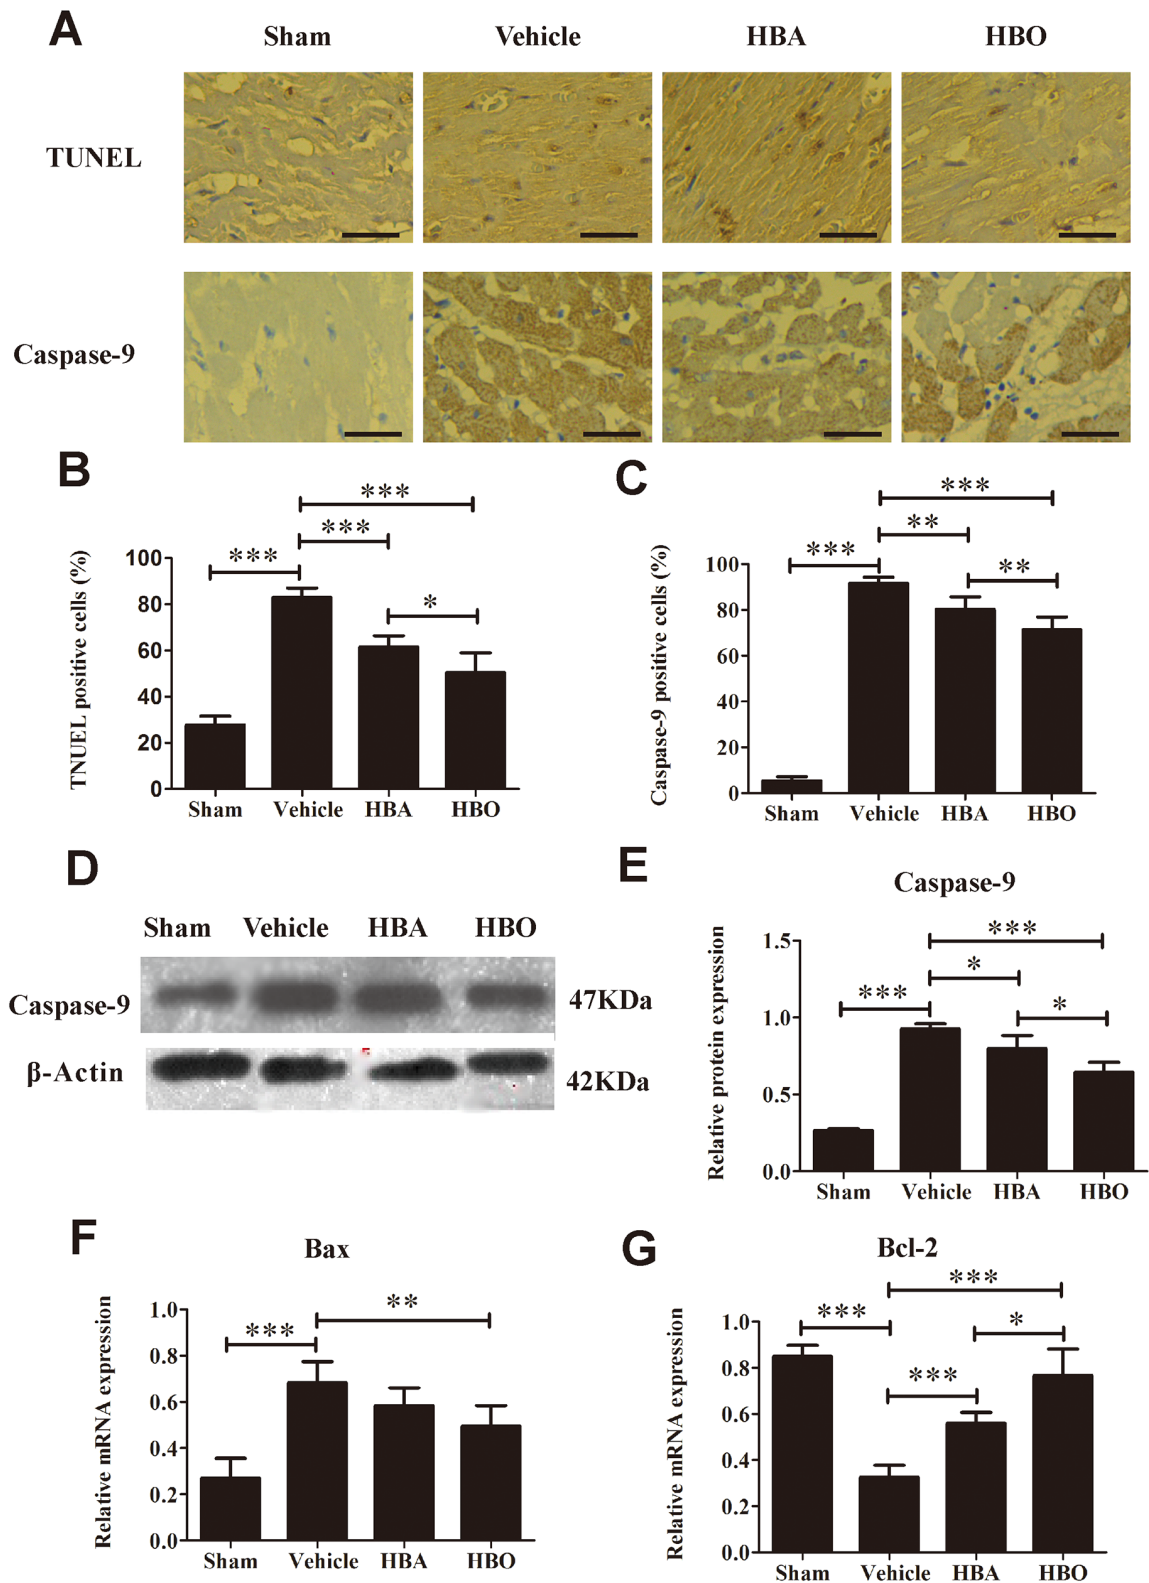 A
Sham Vehicle HBA HBO
TUNEL
Caspase-9
B
TNUEL positive cells (%)
***
***
***
*
100
80
60
40
20
0
Sham Vehicle HBA HBO
C
Caspase-9 positive cells (%)
***
**
***
**
100
80
60
40
20
0
Sham Vehicle HBA HBO
D
Sham Vehicle HBA HBO
Caspase-9 47KDa
β-Actin 42KDa
E
Caspase-9
Relative protein expression
***
*
***
*
1.5
1.0
0.5
0.0
Sham Vehicle HBA HBO
F
Bax
Relative mRNA expression
**
***
1.0
0.8
0.6
0.4
0.2
0.0
Sham Vehicle HBA HBO
G
Bcl-2
Relative mRNA expression
***
***
*
***
1.0
0.8
0.6
0.4
0.2
0.0
Sham Vehicle HBA HBO